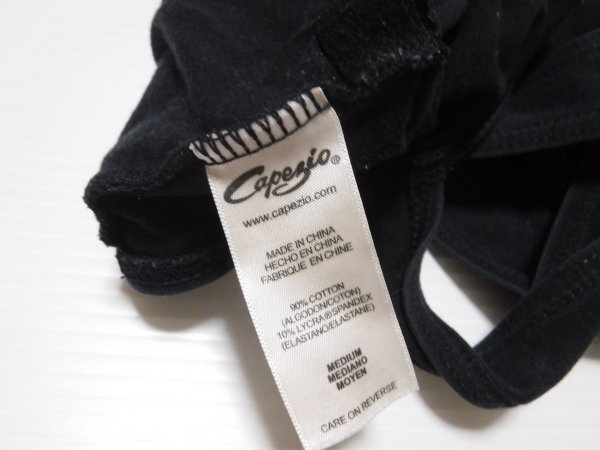 Capezio®
www.capezio.com
MADE IN CHINA
HECHO EN CHINA
FABRIQUE EN CHINE
90% COTTON
(ALGODON/COTON)
10% LYCRA®SPANDEX
(ELASTANO/ELASTANE)
MEDIUM
MEDIANO
MOYEN
CARE ON REVERSE